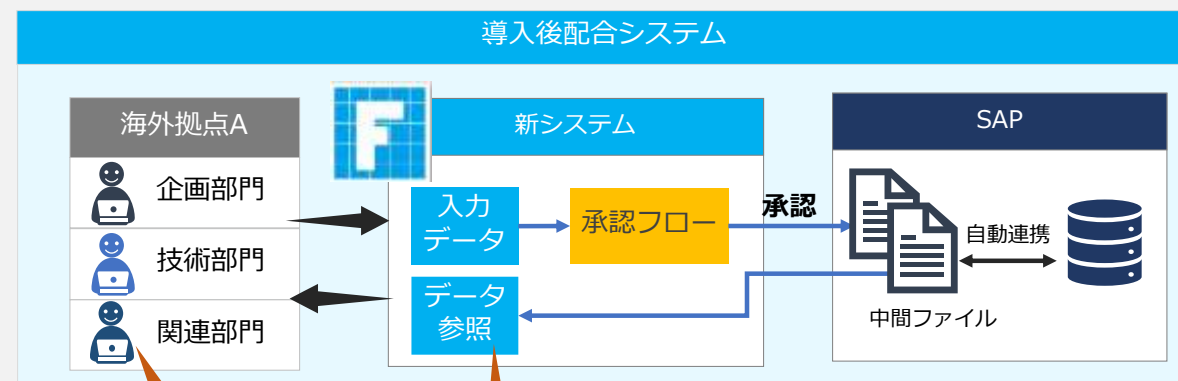 導入後配合システム
海外拠点A
企画部門
技術部門
関連部門
F
新システム
入力
データ
承認フロー
データ
参照
承認
SAP
自動連携
中間ファイル